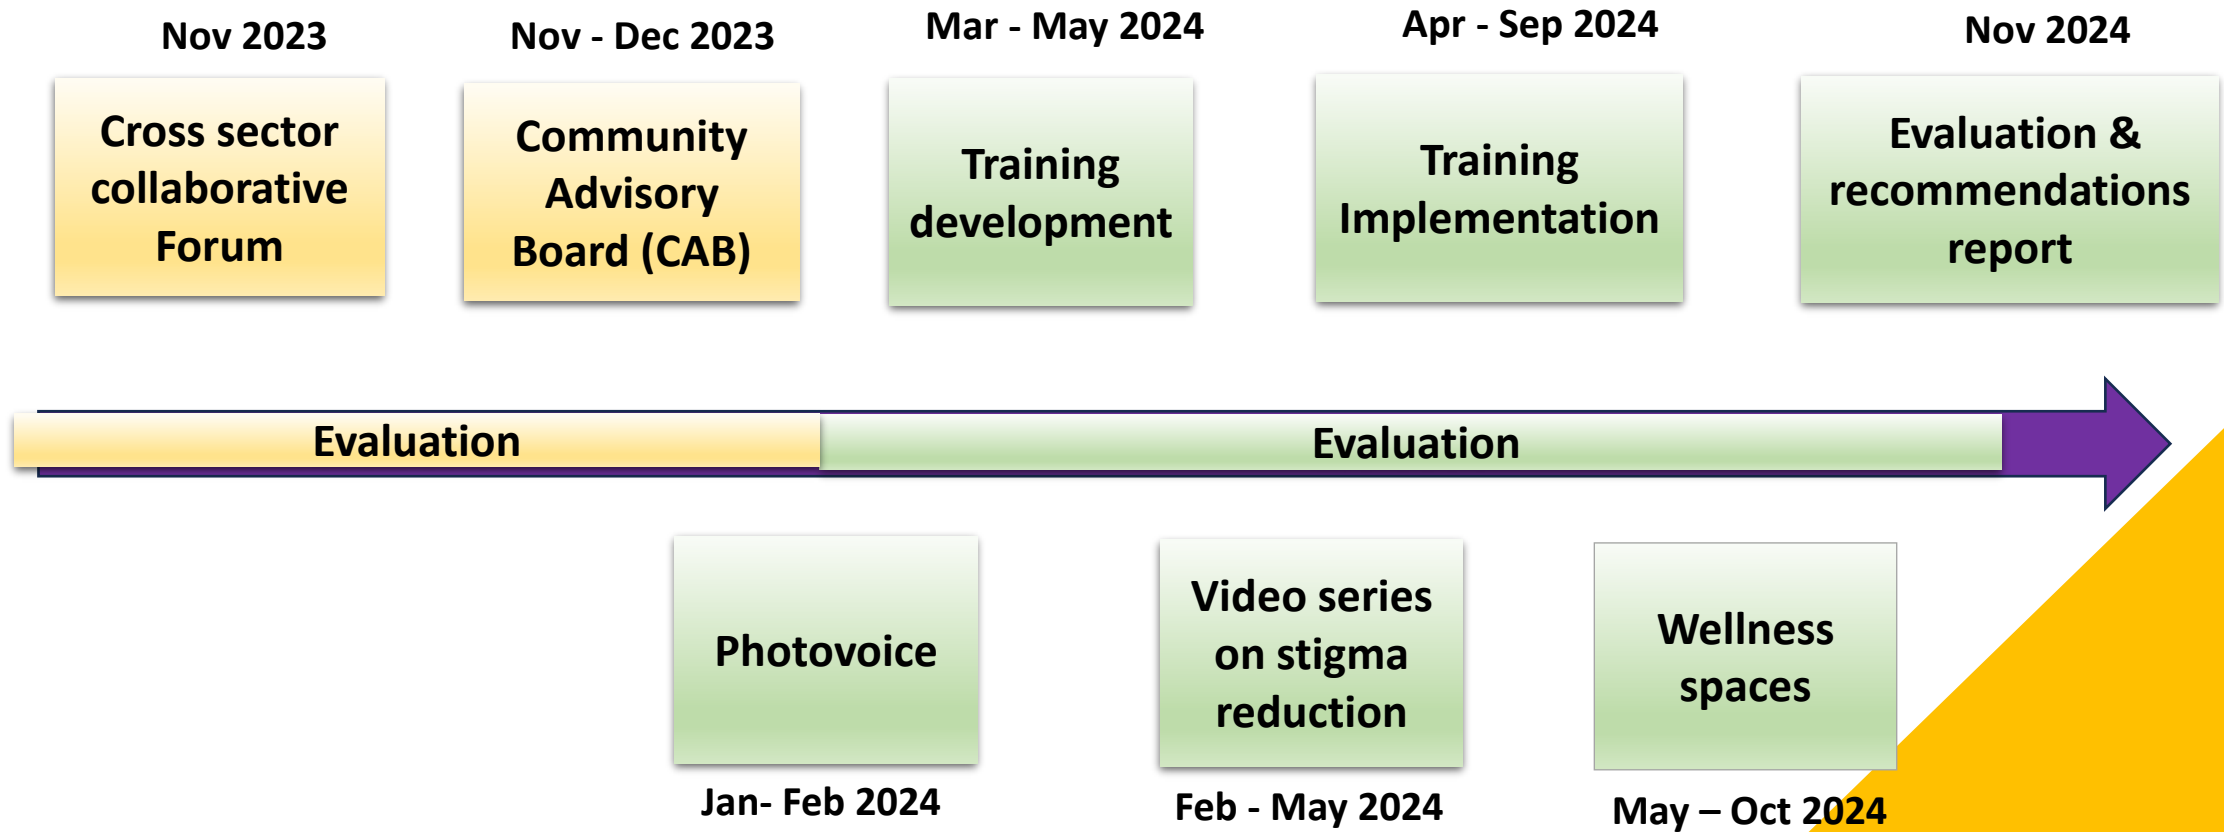 Nov 2023
Cross sector
collaborative
Forum
Nov - Dec 2023
Community
Advisory
Board (CAB)
Mar - May 2024
Training
development
Apr - Sep 2024
Training
Implementation
Nov 2024
Evaluation &
recommendations
report
Evaluation
Evaluation
Photovoice
Jan- Feb 2024
Video series
on stigma
reduction
Feb - May 2024
Wellness
spaces
May – Oct 2024